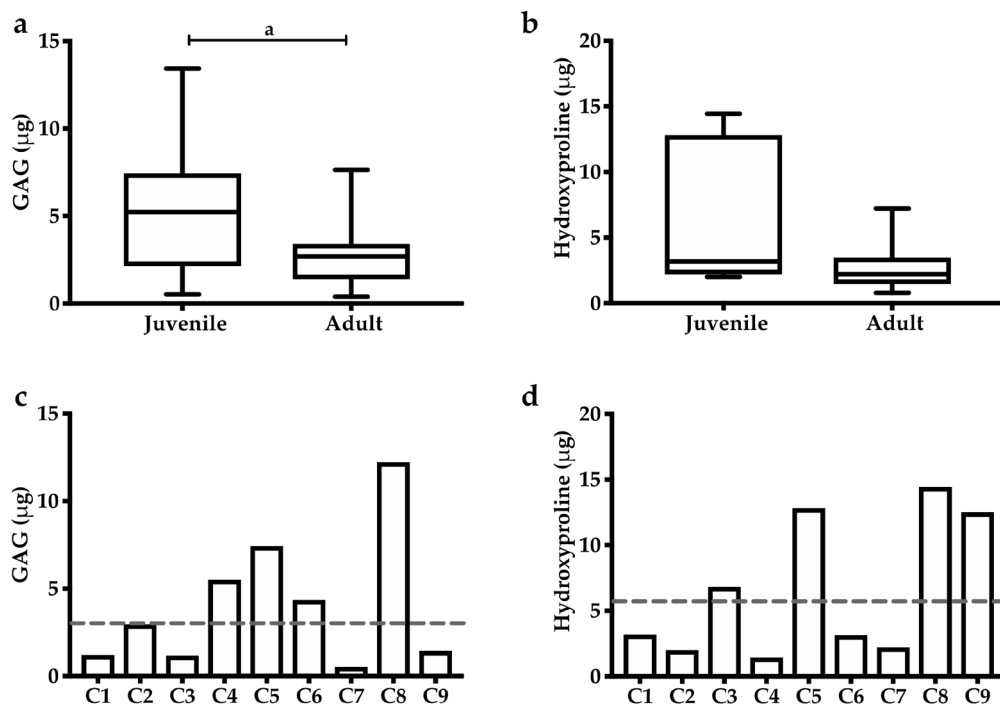 a
GAG (µg)
15
10
5
0
a
Juvenile
Adult
b
Hydroxyproline (µg)
20
15
10
5
0
Juvenile
Adult
c
GAG (µg)
15
10
5
0
C1 C2 C3 C4 C5 C6 C7 C8 C9
d
Hydroxyproline (µg)
20
15
10
5
0
C1 C2 C3 C4 C5 C6 C7 C8 C9